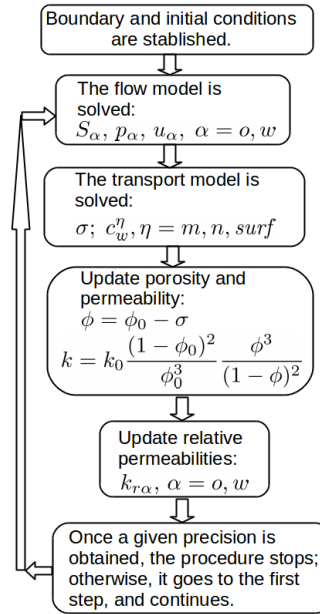 Boundary and initial conditions
are stablished.
The flow model is
solved:
S_α, p_α, u_α, α = o, w
The transport model is
solved:
σ; c_w^η, η = m, n, surf
Update porosity and
permeability:
φ = φ_0 − σ
k = k_0 (1 − φ_0)^2 / φ_0^3 φ^3 / (1 − φ)^2
Update relative
permeabilities:
k_{rα}, α = o, w
Once a given precision is
obtained, the procedure stops;
otherwise, it goes to the first
step, and continues.